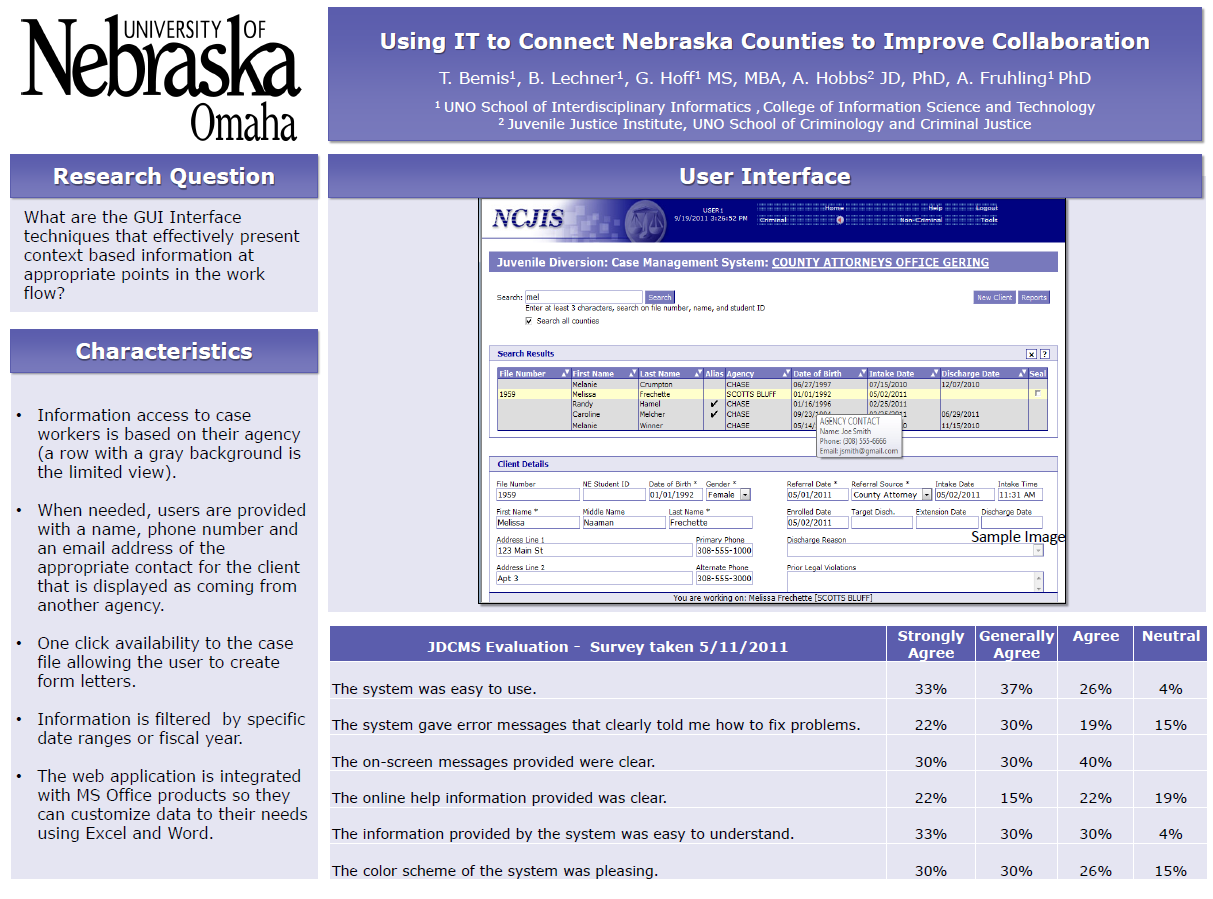 UNIVERSITY OF
Nebraska
Omaha
Using IT to Connect Nebraska Counties to Improve Collaboration
T. Bemis¹, B. Lechner¹, G. Hoff¹ MS, MBA, A. Hobbs² JD, PhD, A. Fruhling¹ PhD
¹ UNO School of Interdisciplinary Informatics , College of Information Science and Technology
² Juvenile Justice Institute, UNO School of Criminology and Criminal Justice
Research Question
What are the GUI Interface
techniques that effectively present
context based information at
appropriate points in the work
flow?
Characteristics
• Information access to case
workers is based on their agency
(a row with a gray background is
the limited view).
• When needed, users are provided
with a name, phone number and
an email address of the
appropriate contact for the client
that is displayed as coming from
another agency.
• One click availability to the case
file allowing the user to create
form letters.
• Information is filtered by specific
date ranges or fiscal year.
• The web application is integrated
with MS Office products so they
can customize data to their needs
using Excel and Word.
User Interface
NCJIS
USER1
9/19/2011 3:26:52 PM
Home Help Logout
Criminal Non-Criminal Tools
Juvenile Diversion: Case Management System: COUNTY ATTORNEYS OFFICE GERING
Search: mel Search New Client Reports
Enter at least 3 characters, search on file number, name, and student ID
Search all counties
Search Results x ?
File Number First Name Last Name Alias Agency Date of Birth Intake Date Discharge Date Seal
Melanie Crumpton CHASE 06/27/1997 07/15/2010 12/07/2010
1959 Melissa Frechette SCOTTS BLUFF 01/01/1992 05/02/2011
Randy Hamel ✔ CHASE 01/16/1996 02/25/2011
Caroline Melcher ✔ CHASE 06/29/2011
Melanie Winner CHASE 11/15/2010
AGENCY CONTACT
Name: Joe Smith
Phone: (308) 555-6666
Email: jsmith@gmail.com
Client Details
File Number NE Student ID Date of Birth * Gender * Referral Date * Referral Source * Intake Date Intake Time
1959 01/01/1992 Female 05/01/2011 County Attorney 05/02/2011 11:31 AM
First Name * Middle Name Last Name * Enrolled Date Target Disch. Extension Date Discharge Date
Melissa Naaman Frechette 05/02/2011
Sample Image
Address Line 1 Primary Phone Discharge Reason
123 Main St 308-555-1000
Address Line 2 Alternate Phone Prior Legal Violations
Apt 3 308-555-3000
You are working on: Melissa Frechette [SCOTTS BLUFF]
JDCMS Evaluation - Survey taken 5/11/2011 Strongly Agree Generally Agree Agree Neutral
The system was easy to use. 33% 37% 26% 4%
The system gave error messages that clearly told me how to fix problems. 22% 30% 19% 15%
The on-screen messages provided were clear. 30% 30% 40%
The online help information provided was clear. 22% 15% 22% 19%
The information provided by the system was easy to understand. 33% 30% 30% 4%
The color scheme of the system was pleasing. 30% 30% 26% 15%